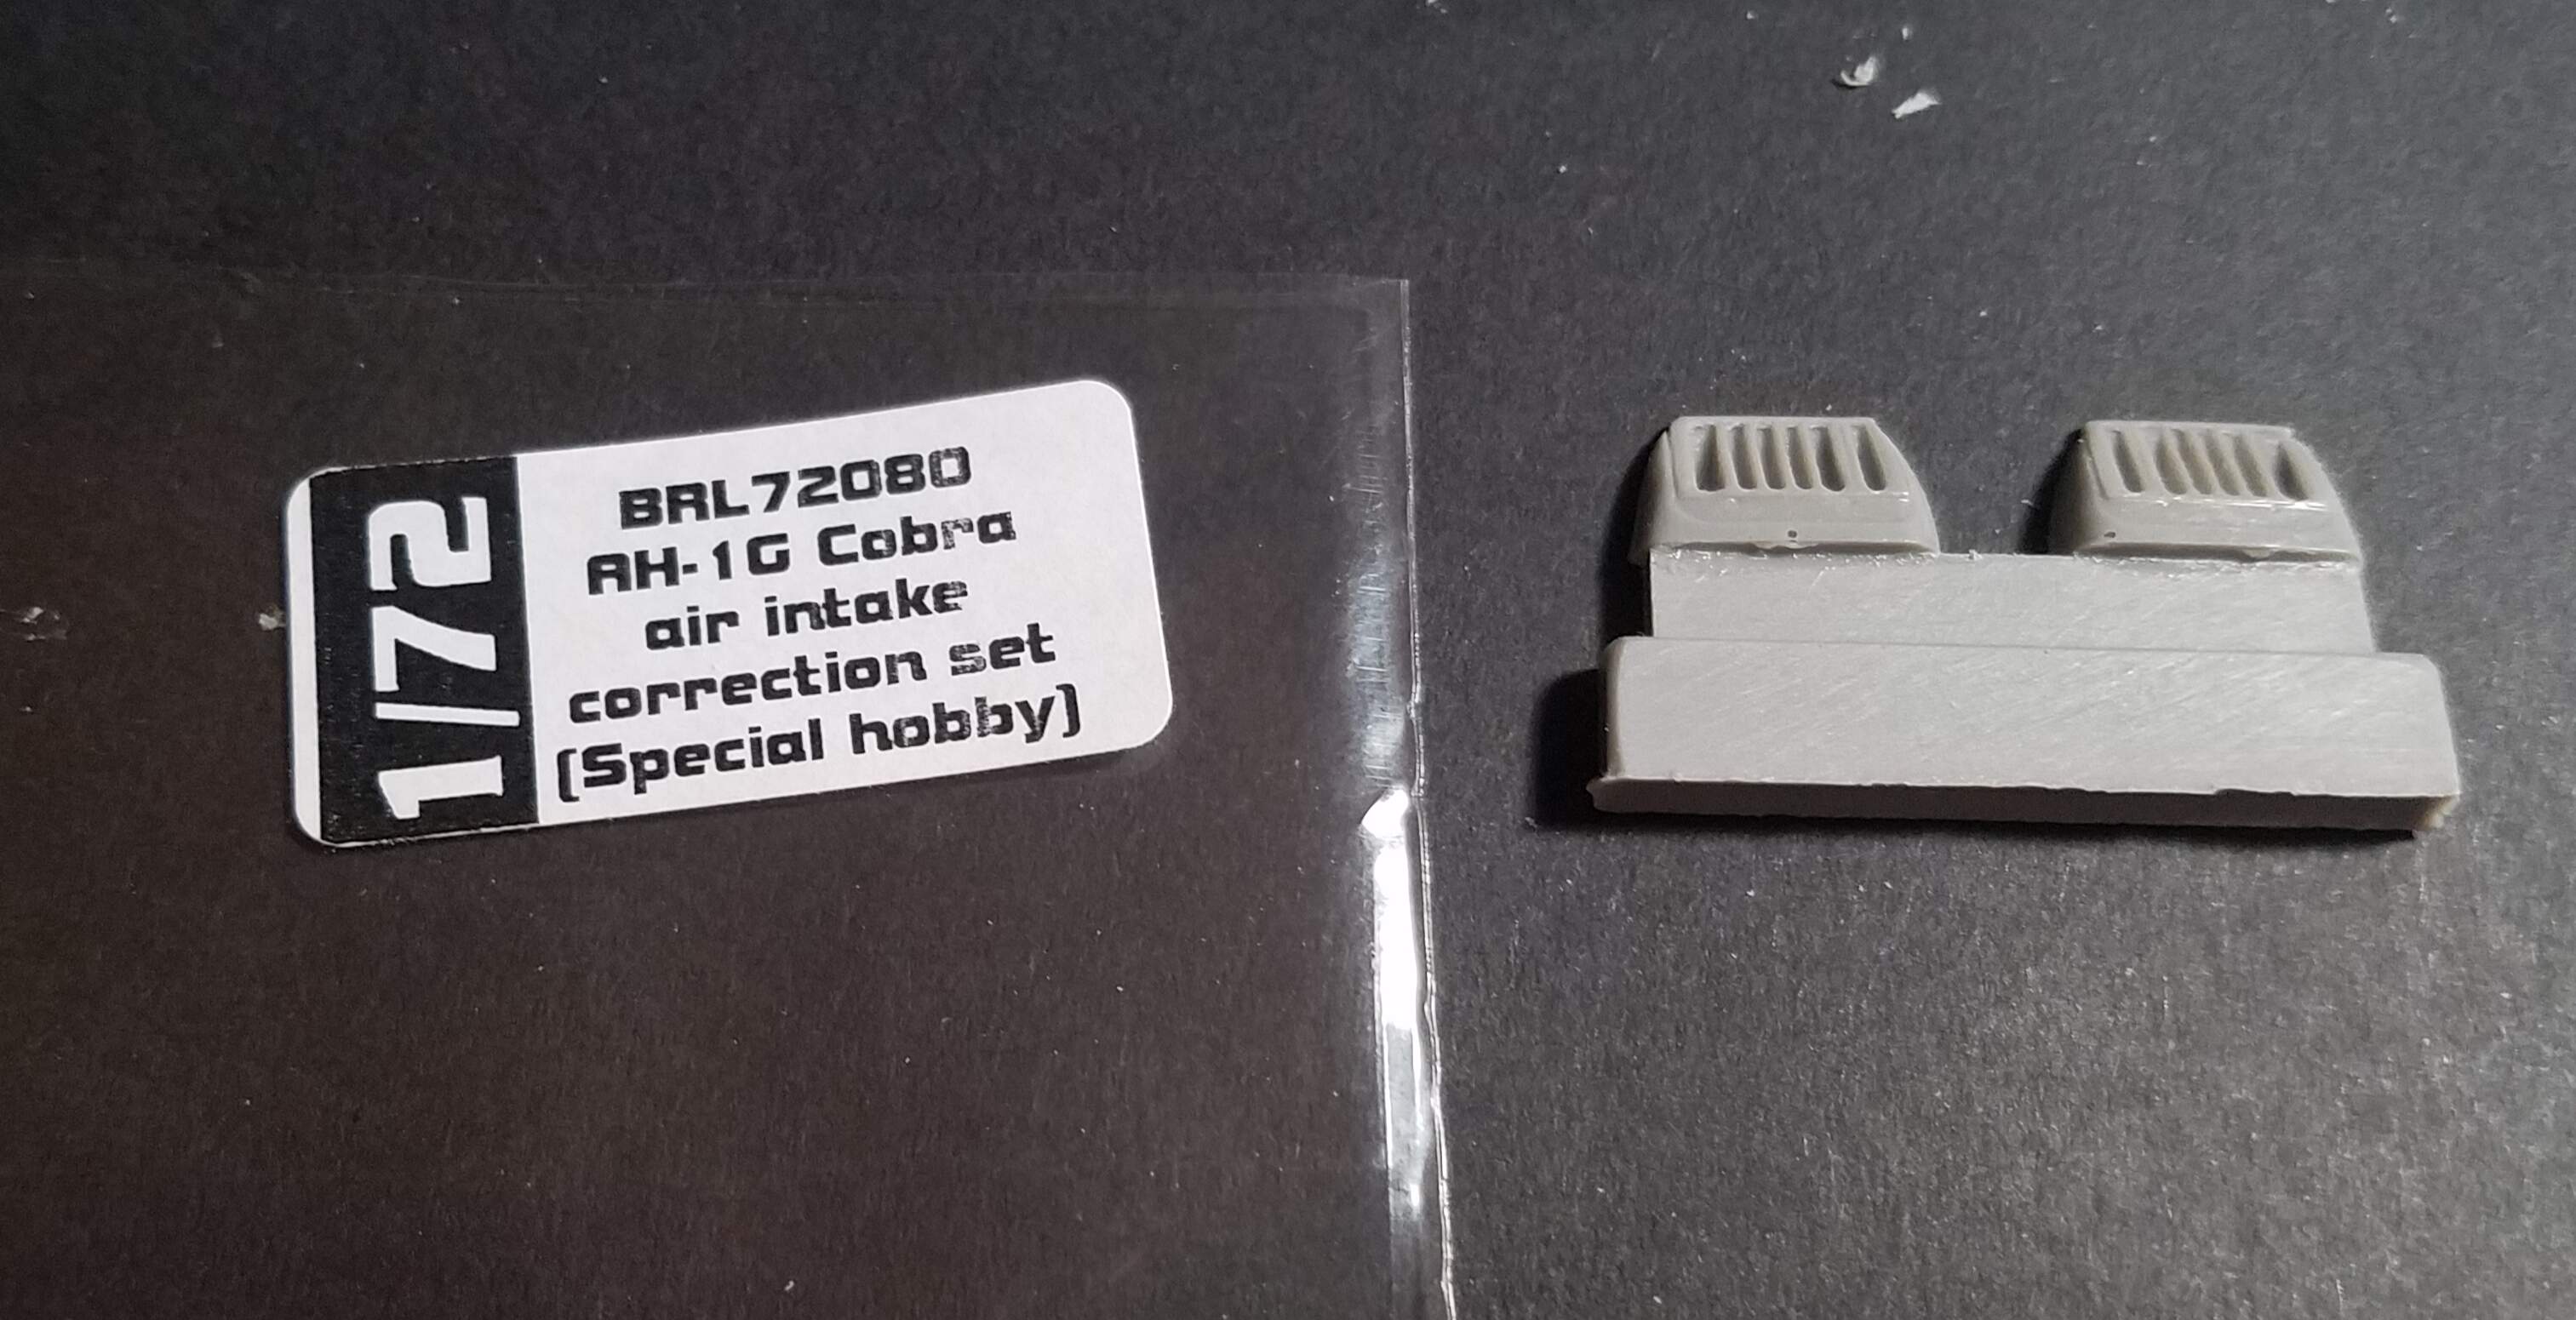 1/72
BRL72080
AH-1G Cobra
air intake
correction set
(Special hobby)